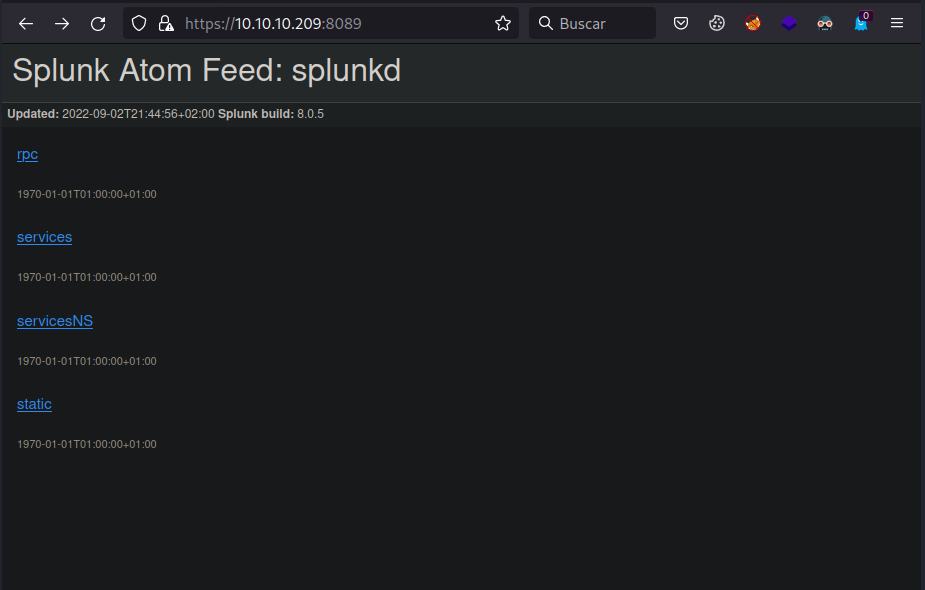 https://10.10.10.209:8089
Buscar
0
Splunk Atom Feed: splunkd
Updated: 2022-09-02T21:44:56+02:00 Splunk build: 8.0.5
rpc
1970-01-01T01:00:00+01:00
services
1970-01-01T01:00:00+01:00
servicesNS
1970-01-01T01:00:00+01:00
static
1970-01-01T01:00:00+01:00